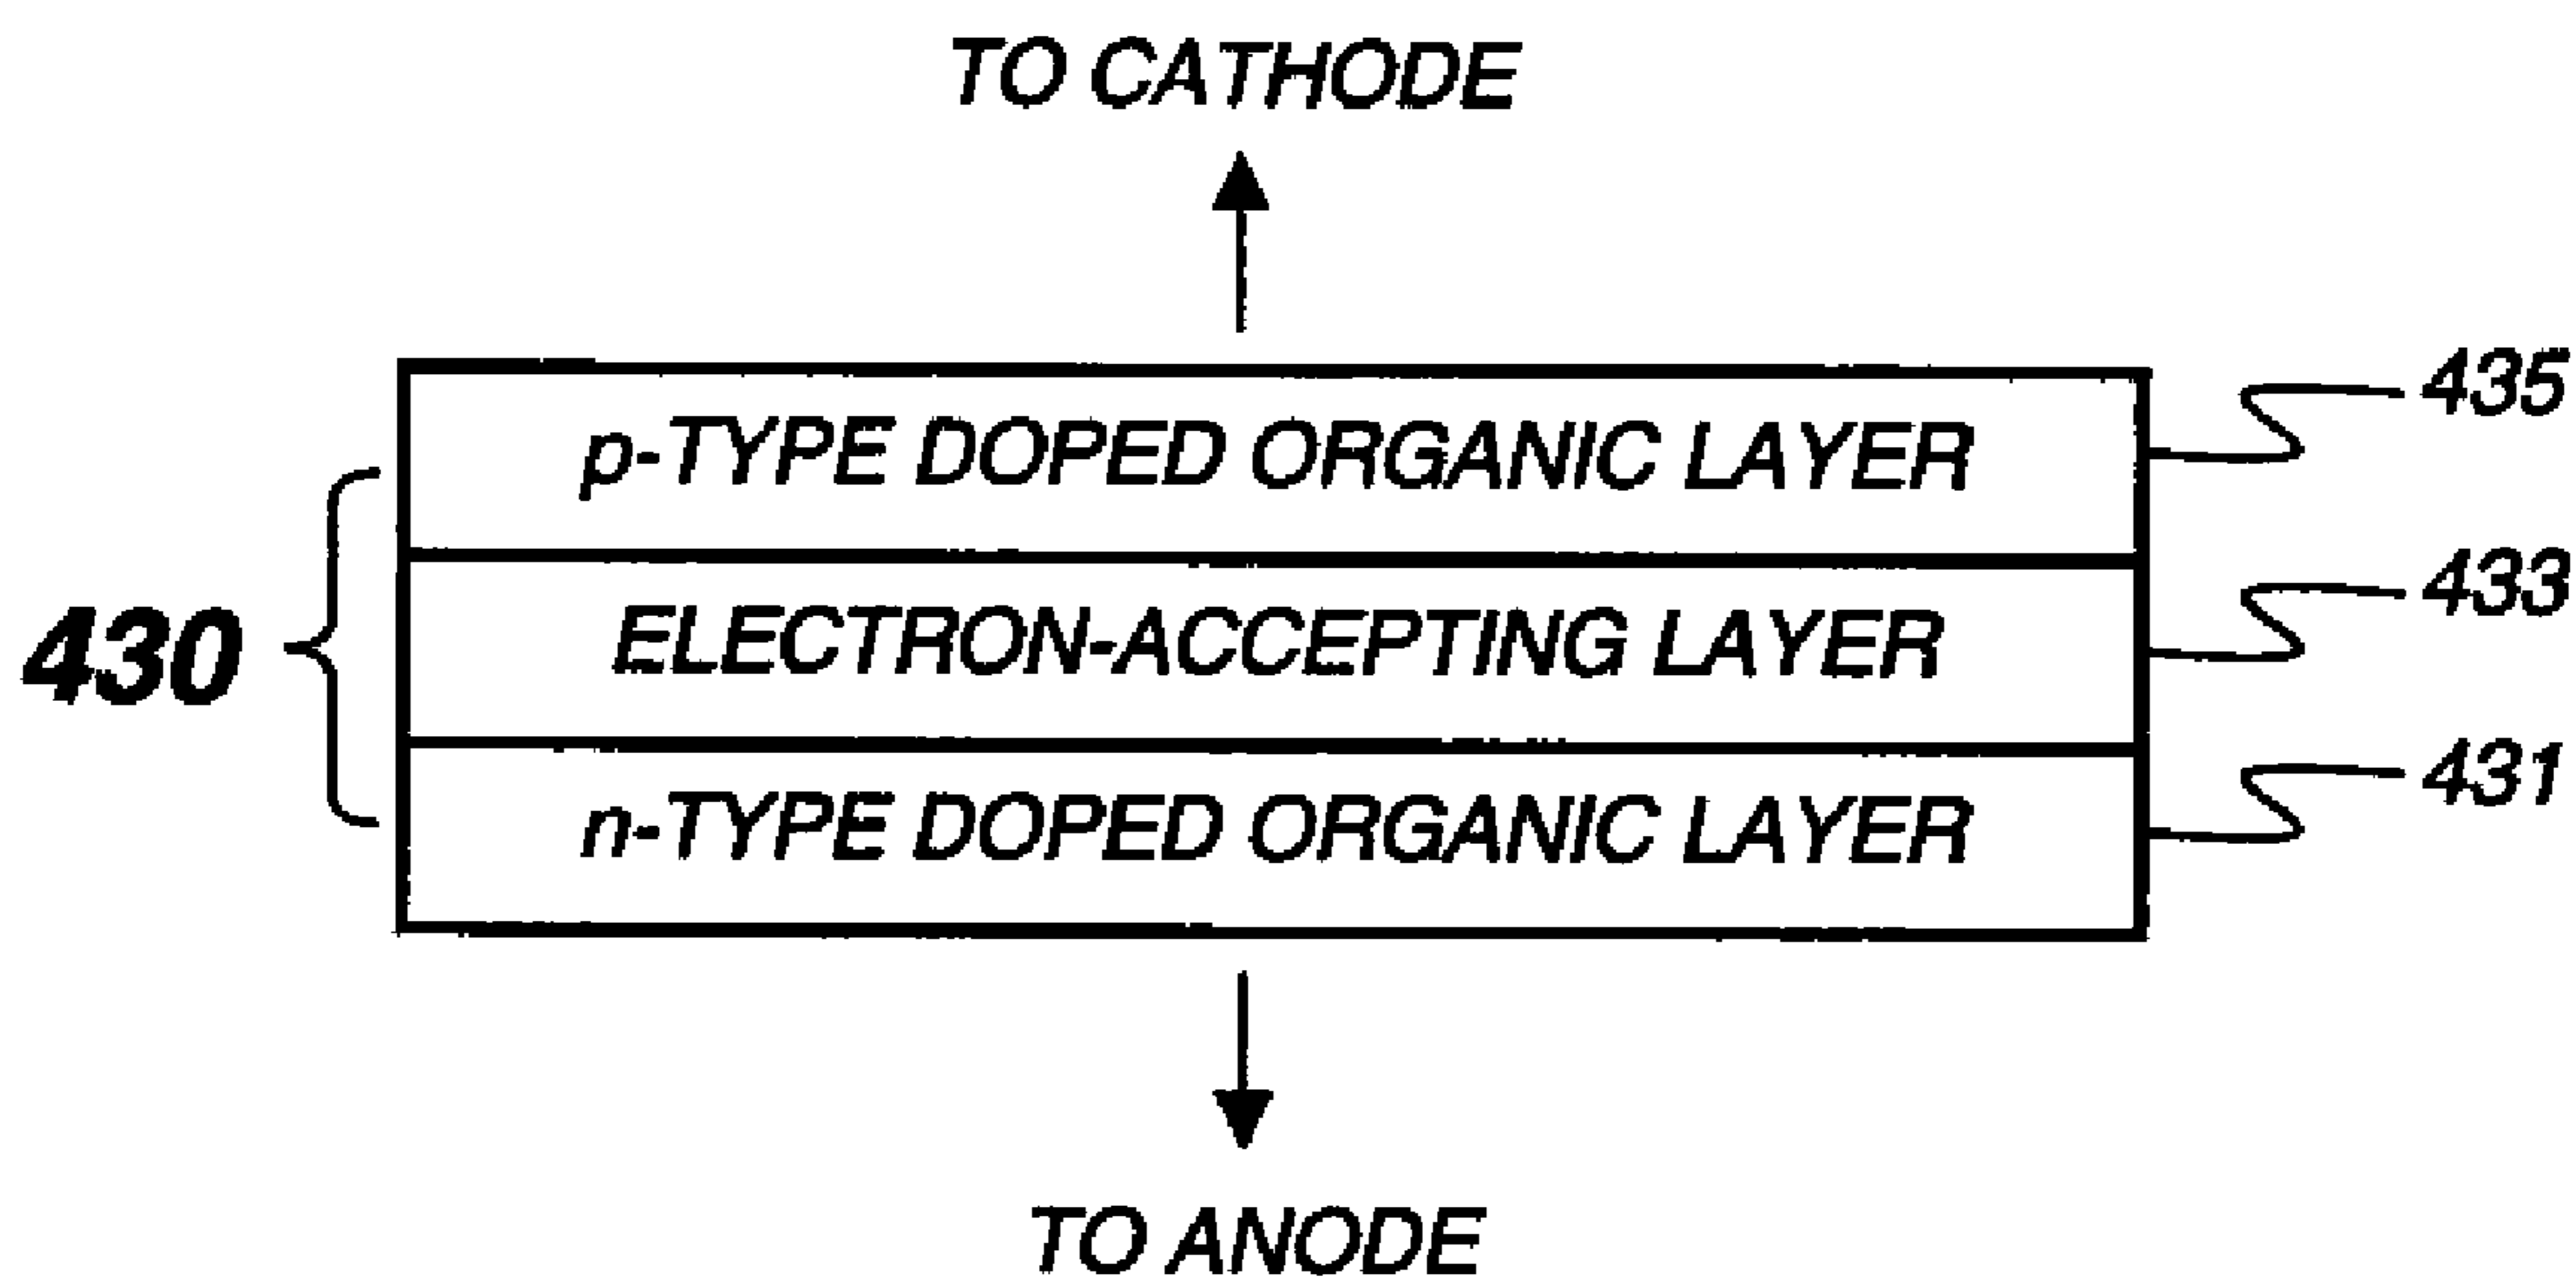 TO CATHODE
p-TYPE DOPED ORGANIC LAYER
435
430
ELECTRON-ACCEPTING LAYER
433
n-TYPE DOPED ORGANIC LAYER
431
TO ANODE